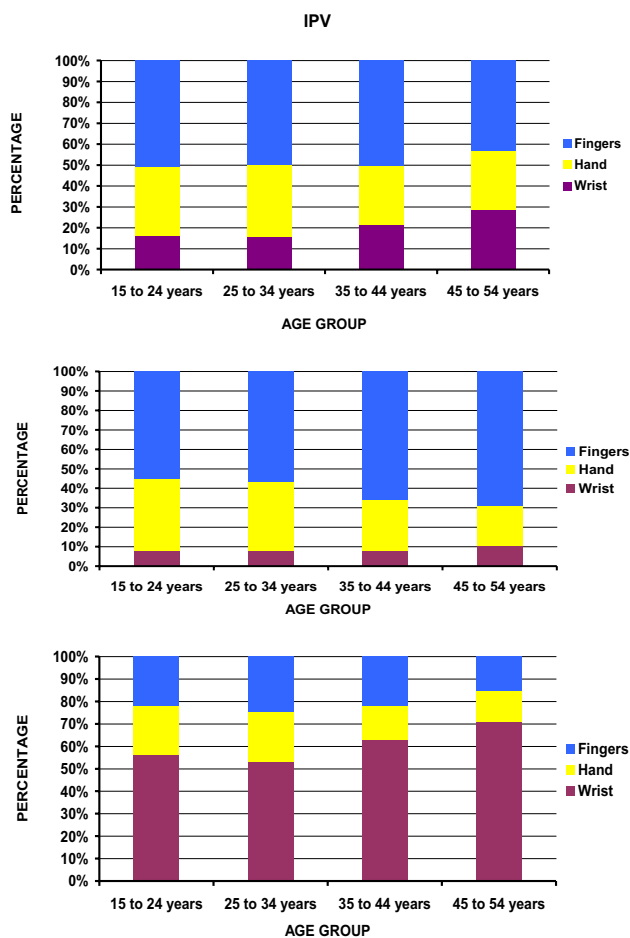 IPV
100%
90%
80%
70%
60%
50%
40%
30%
20%
10%
0%
PERCENTAGE
15 to 24 years 25 to 34 years 35 to 44 years 45 to 54 years
AGE GROUP
Fingers
Hand
Wrist
100%
90%
80%
70%
60%
50%
40%
30%
20%
10%
0%
PERCENTAGE
15 to 24 years 25 to 34 years 35 to 44 years 45 to 54 years
AGE GROUP
Fingers
Hand
Wrist
100%
90%
80%
70%
60%
50%
40%
30%
20%
10%
0%
PERCENTAGE
15 to 24 years 25 to 34 years 35 to 44 years 45 to 54 years
AGE GROUP
Fingers
Hand
Wrist